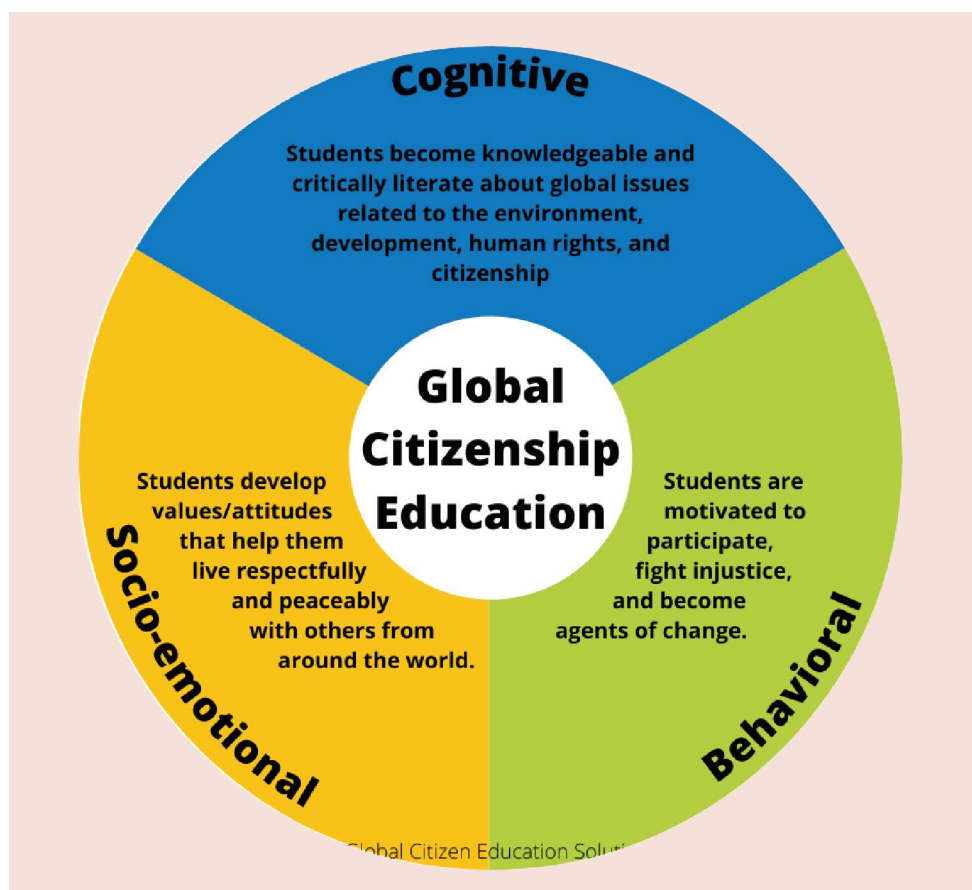 Cognitive
Students become knowledgeable and
critically literate about global issues
related to the environment,
development, human rights, and
citizenship
Global
Citizenship
Education
Students develop
values/attitudes
that help them
live respectfully
and peaceably
with others from
around the world.
Socio-emotional
Students are
motivated to
participate,
fight injustice,
and become
agents of change.
Behavioral
Citizen Education